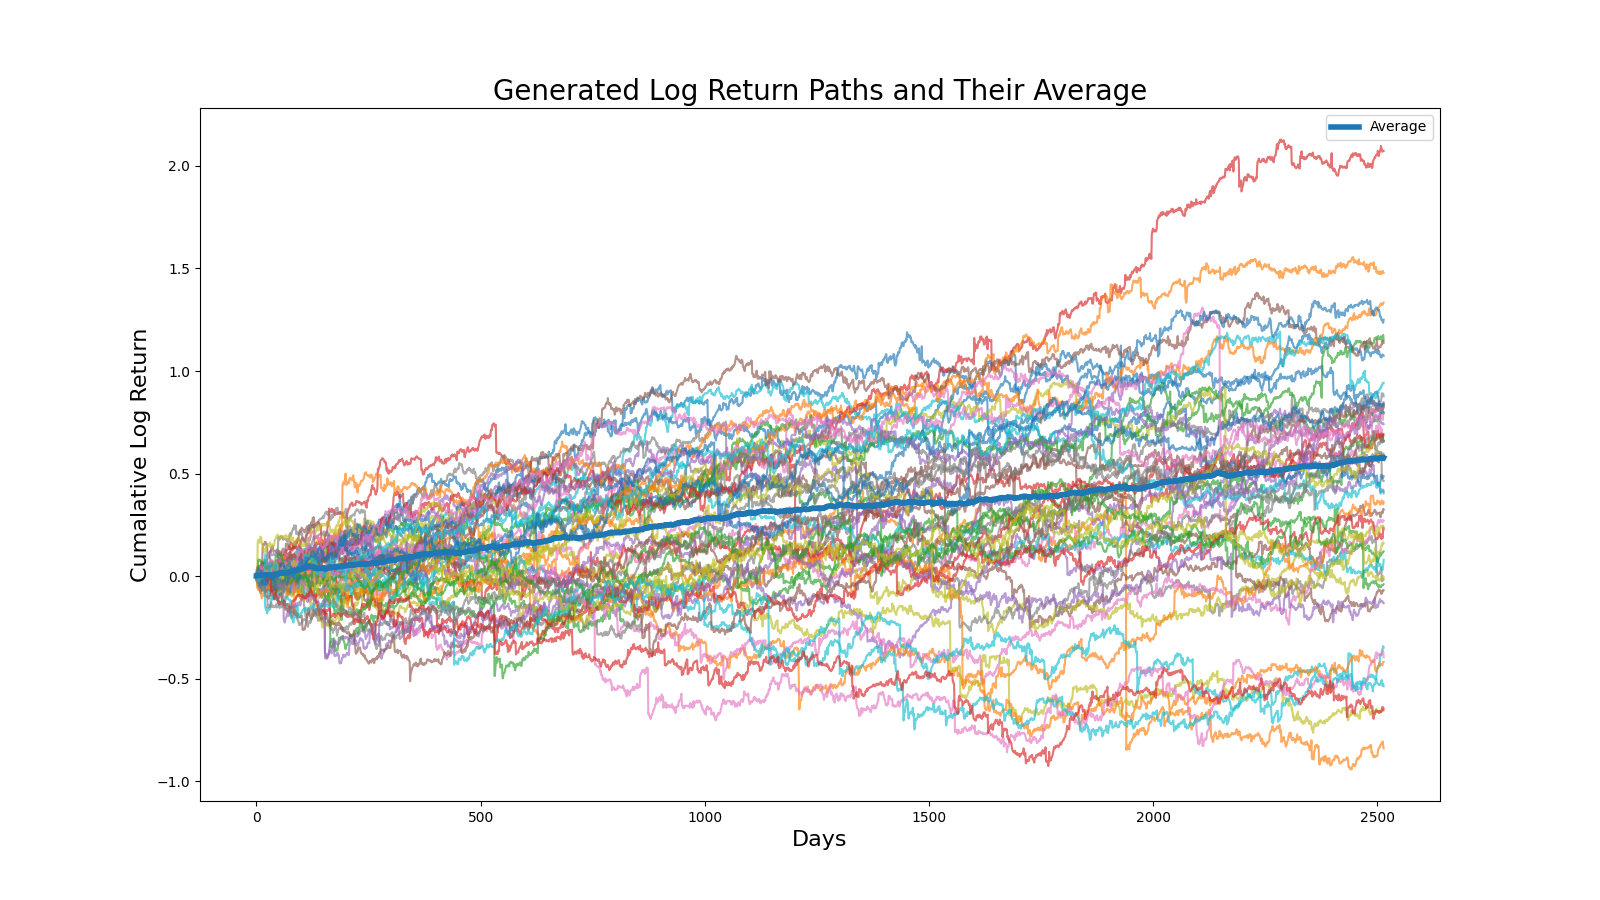 Generated Log Return Paths and Their Average
Average
2.0
1.5
1.0
0.5
0.0
−0.5
−1.0
Cumalative Log Return
0 500 1000 1500 2000 2500
Days